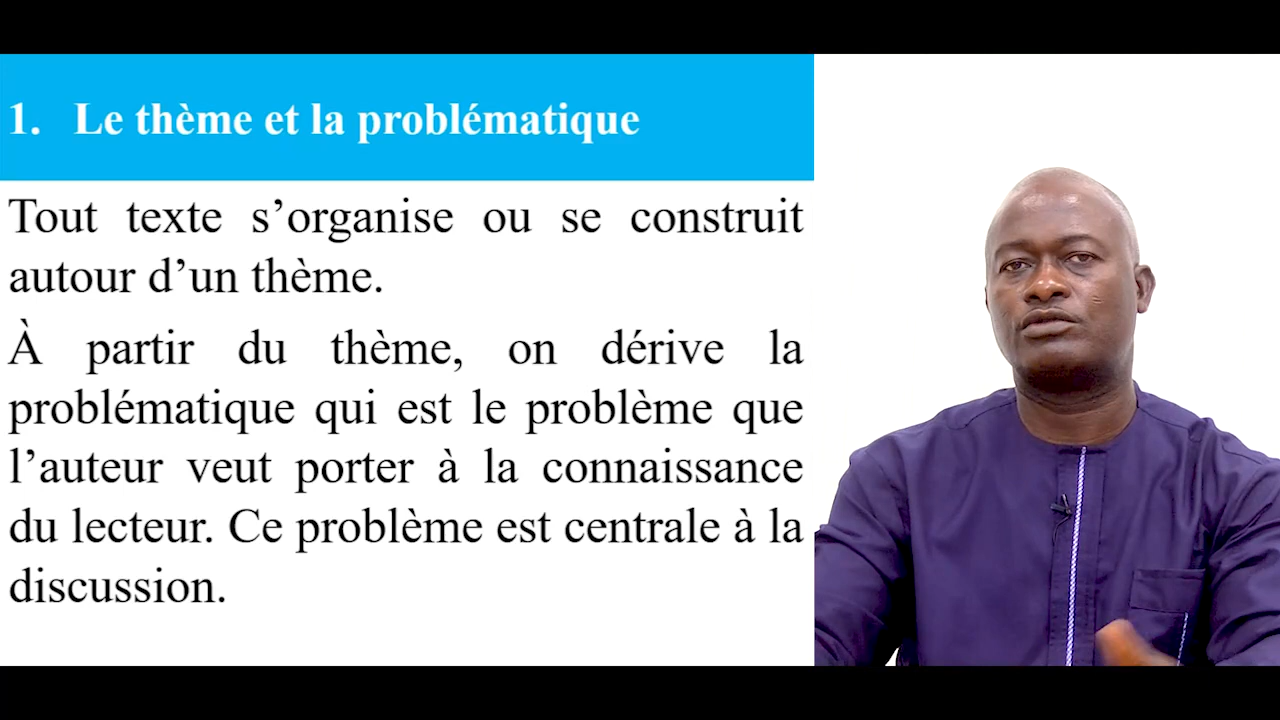 1. Le thème et la problématique
Tout texte s’organise ou se construit
autour d’un thème.
À partir du thème, on dérive la
problématique qui est le problème que
l’auteur veut porter à la connaissance
du lecteur. Ce problème est centrale à la
discussion.